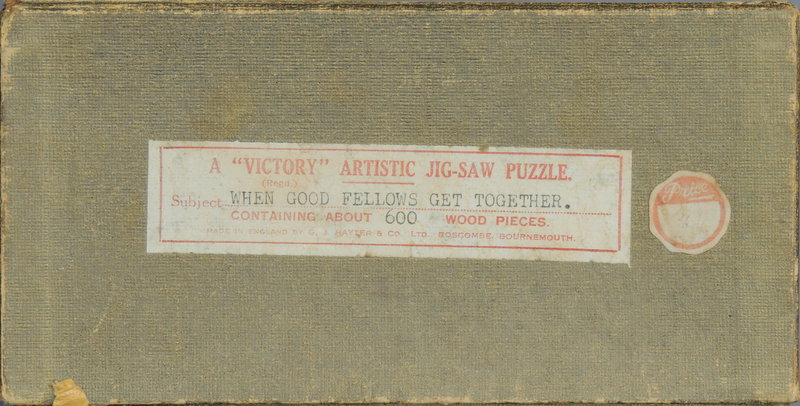 A "VICTORY" ARTISTIC JIG-SAW PUZZLE.
(Regd.)
Subject WHEN GOOD FELLOWS GET TOGETHER.
CONTAINING ABOUT 600 WOOD PIECES.
MADE IN ENGLAND BY G. J. HAYTER & CO. LTD. BOSCOMBE, BOURNEMOUTH.
Price